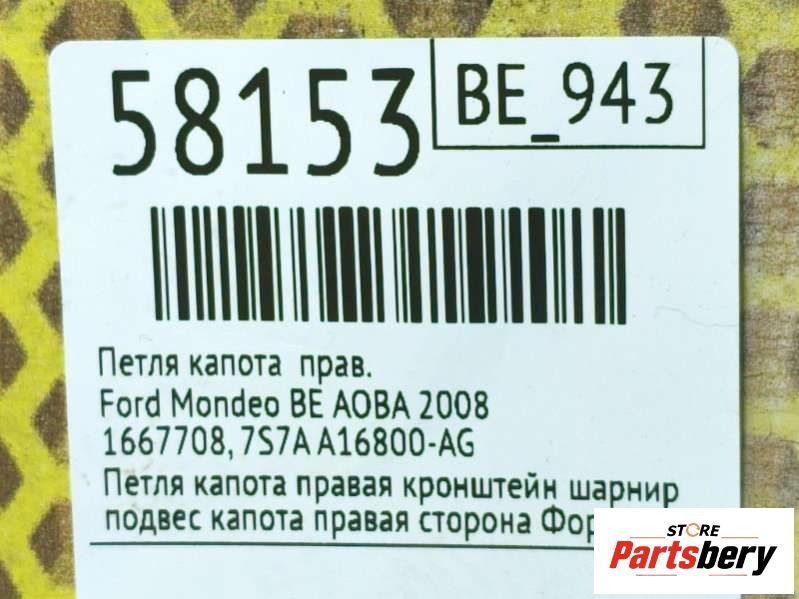 58153
BE_943
Петля капота прав.
Ford Mondeo BE AOBA 2008
1667708, 7S7A A16800-AG
Петля капота правая кронштейн шарнир
подвес капота правая сторона
STORE
Partsbery